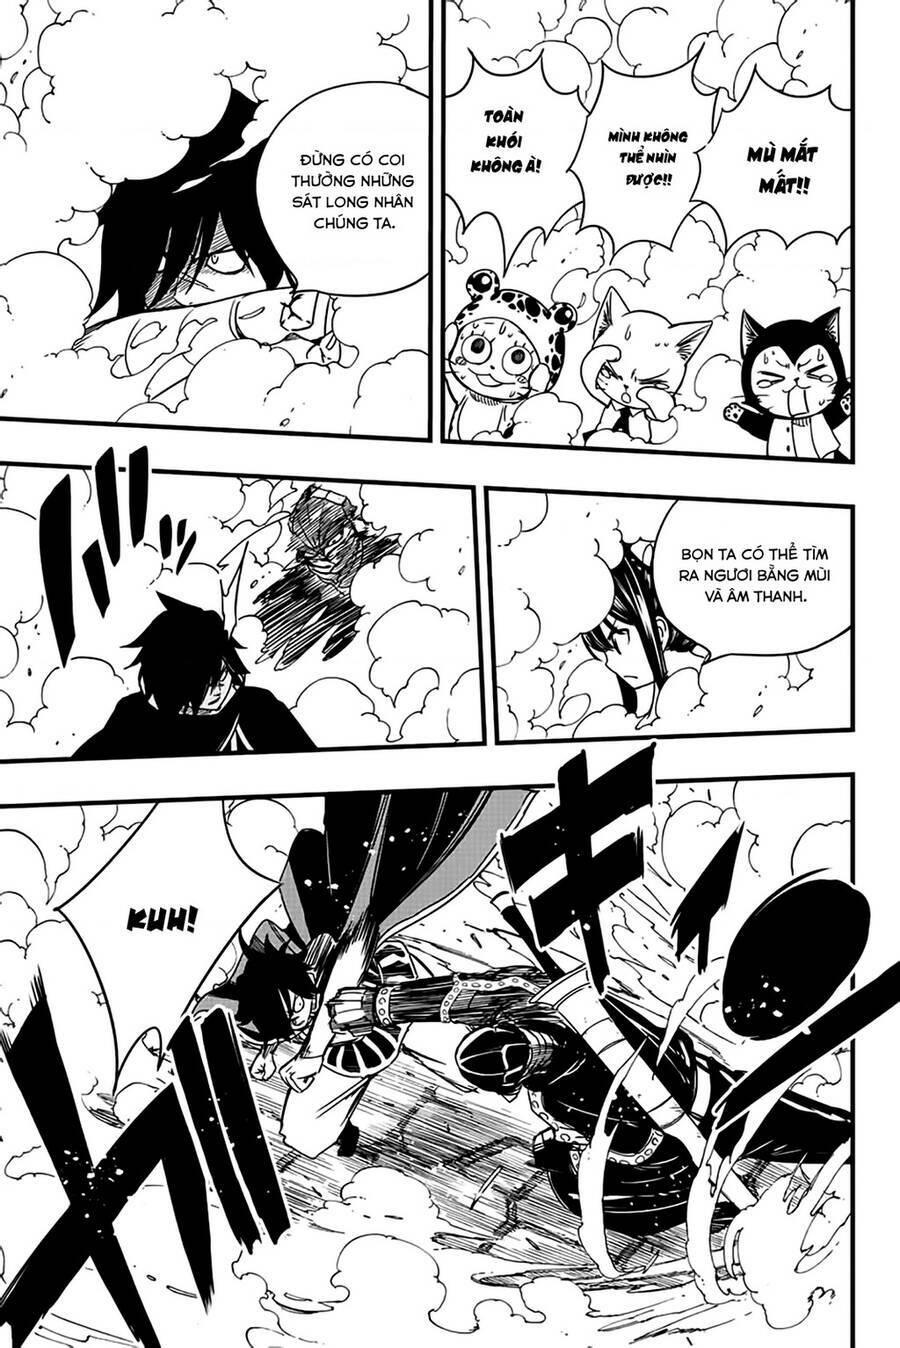 MÙ MẮT
MẤT!!
MÌNH KHÔNG
THỂ NHÌN
ĐƯỢC!!
TOÀN
KHÓI
KHÔNG À!
ĐỪNG CÓ COI
THƯỜNG NHỮNG
SÁT LONG NHÂN
CHÚNG TA.
BỌN TA CÓ THỂ TÌM
RA NGƯƠI BẰNG MÙI
VÀ ÂM THANH.
KUH!